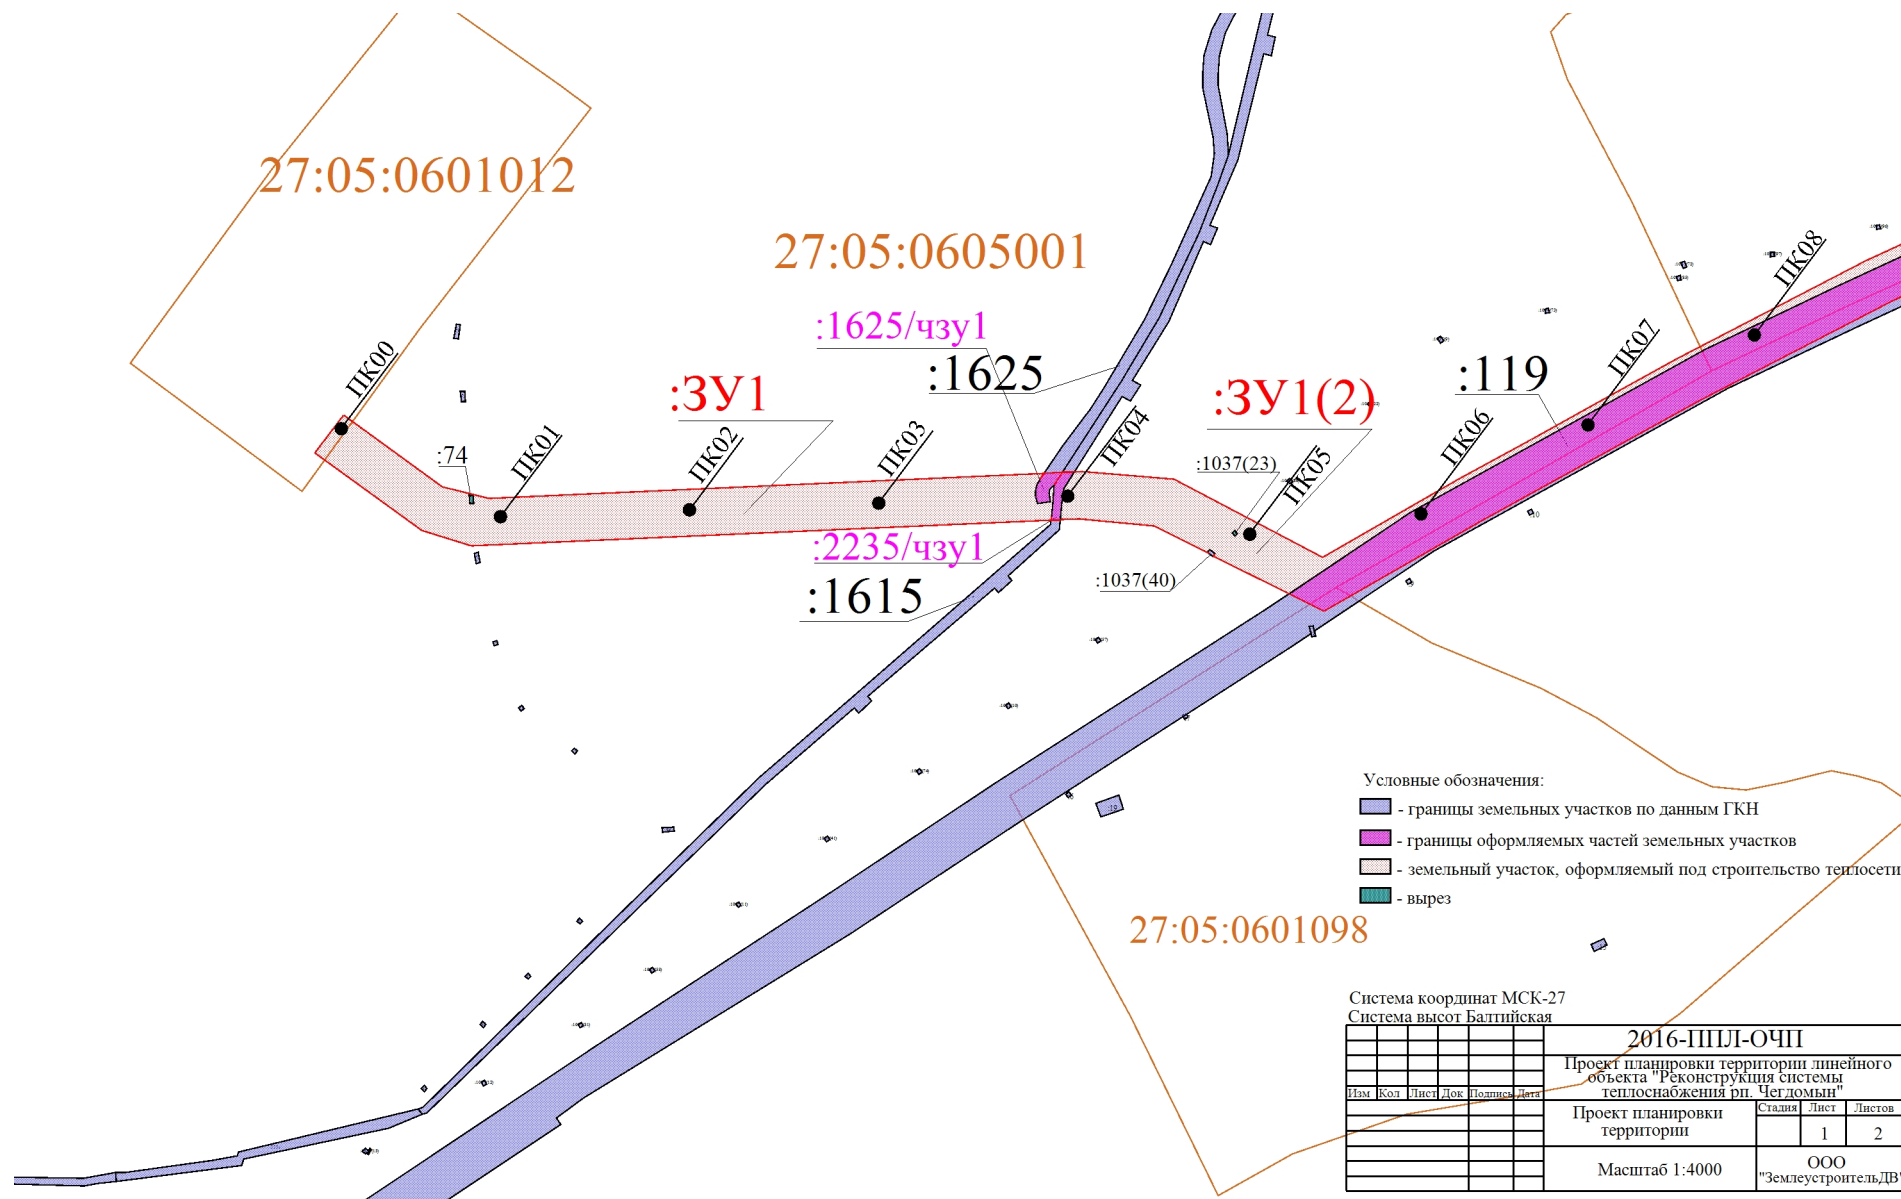 27:05:0601012
27:05:0605001
:1625/чзу1
:1625
:ЗУ1
:ЗУ1(2)
:119
ПК00
ПК01
ПК02
ПК03
ПК04
ПК05
ПК06
ПК07
ПК08
:74
:1037(23)
:2235/чзу1
:1037(40)
:1615
Условные обозначения:
- границы земельных участков по данным ГКН
- границы оформляемых частей земельных участков
- земельный участок, оформляемый под строительство теплосети
- вырез
27:05:0601098
Система координат МСК-27
Система высот Балтийская
2016-ППЛ-ОЧП
Проект планировки территории линейного
объекта "Реконструкция системы
теплоснабжения рп. Чегдомын"
Изм Кол Лист Док Подпись Дата
Проект планировки
территории
Стадия Лист Листов
1 2
Масштаб 1:4000
ООО
"ЗемлеустроительДВ"